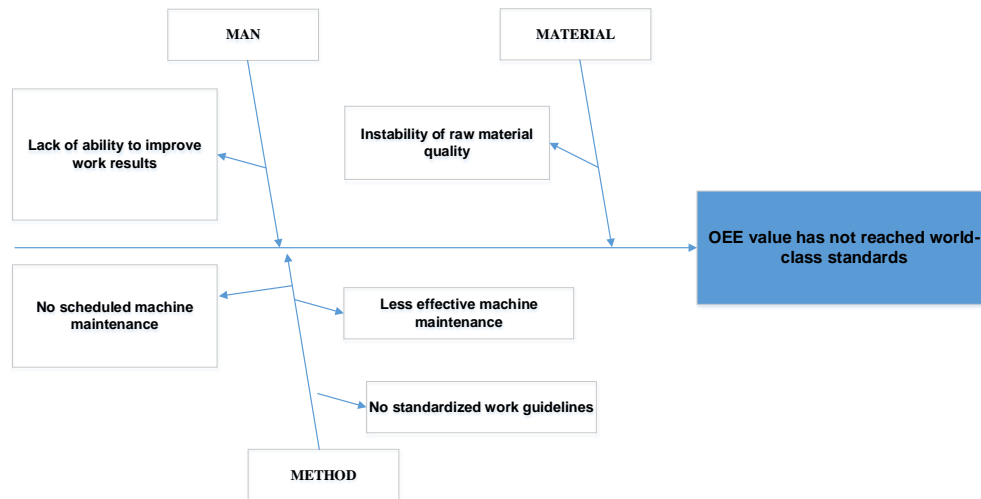 MAN
MATERIAL
Lack of ability to improve
work results
Instability of raw material
quality
OEE value has not reached world-
class standards
No scheduled machine
maintenance
Less effective machine
maintenance
No standardized work guidelines
METHOD